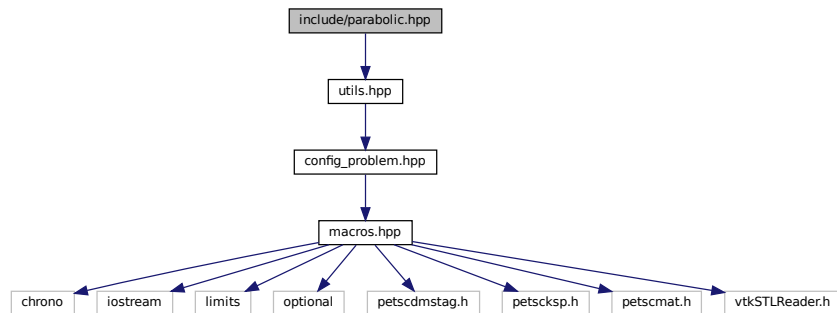 include/parabolic.hpp
utils.hpp
config_problem.hpp
macros.hpp
chrono
iostream
limits
optional
petscdmstag.h
petscksp.h
petscmat.h
vtkSTLReader.h